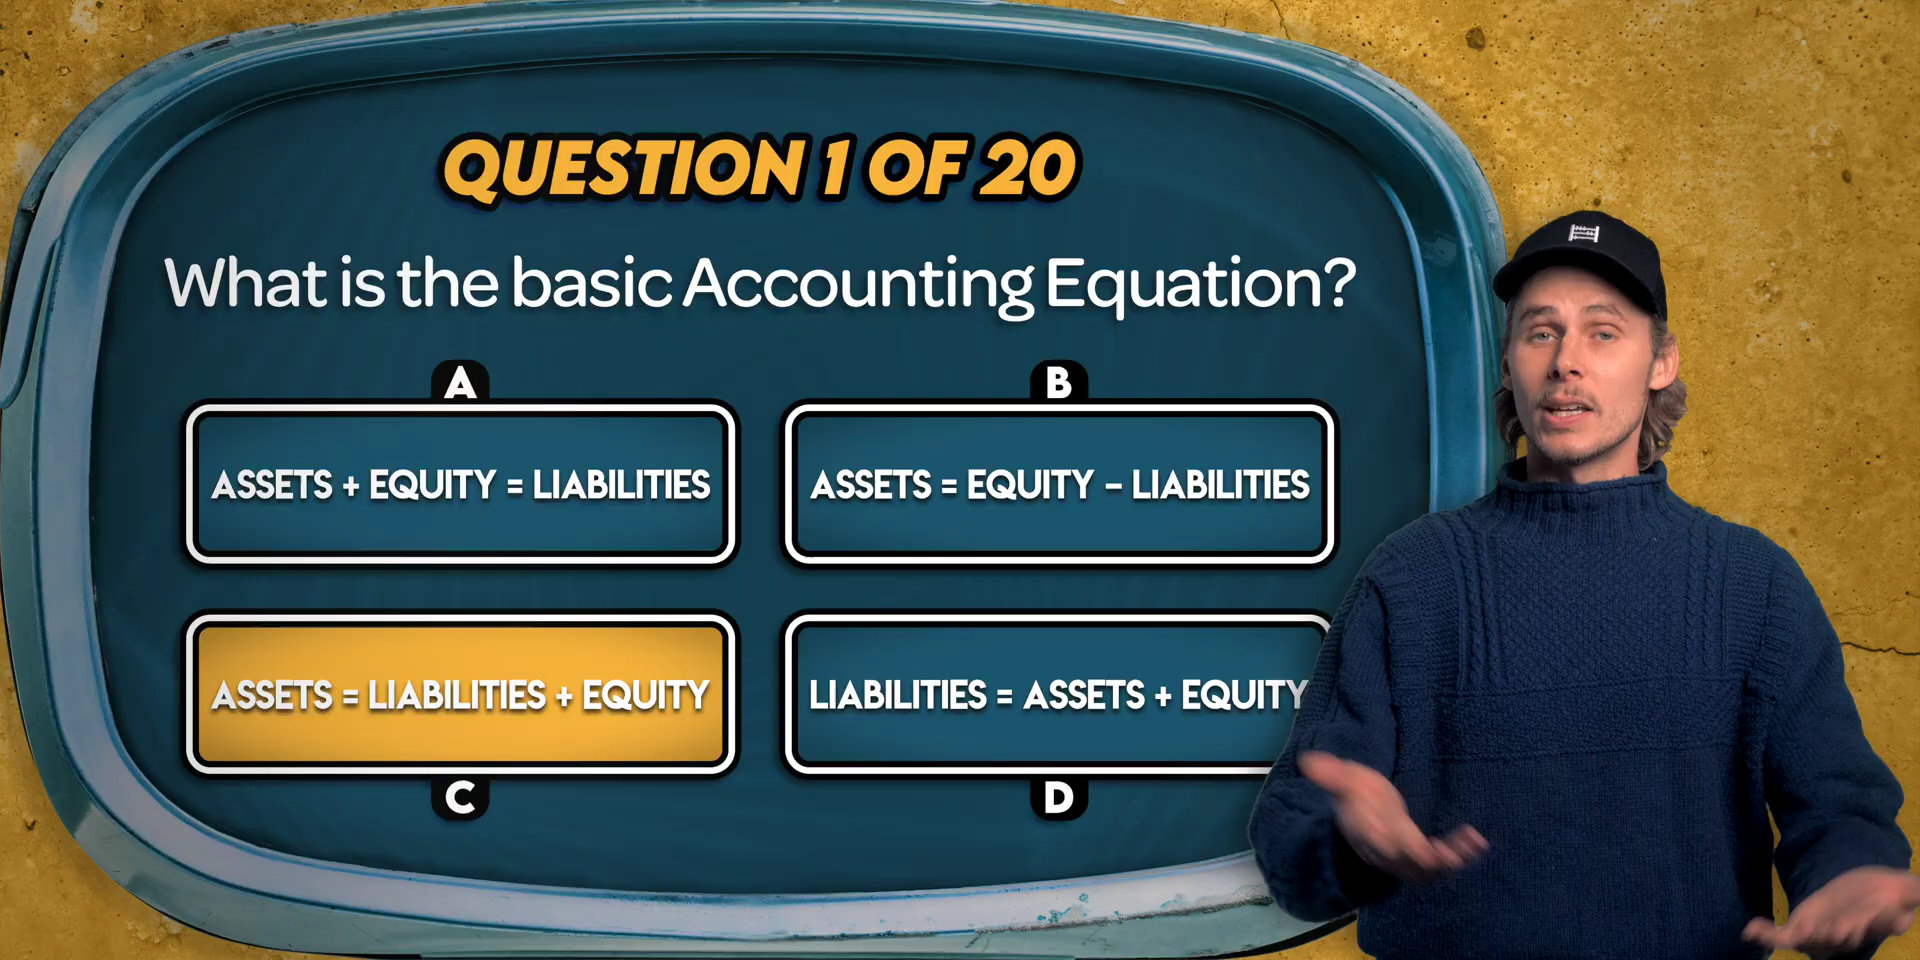 QUESTION 1 OF 20
What is the basic Accounting Equation?
A
B
ASSETS + EQUITY = LIABILITIES
ASSETS = EQUITY – LIABILITIES
ASSETS = LIABILITIES + EQUITY
LIABILITIES = ASSETS + EQUITY
C
D